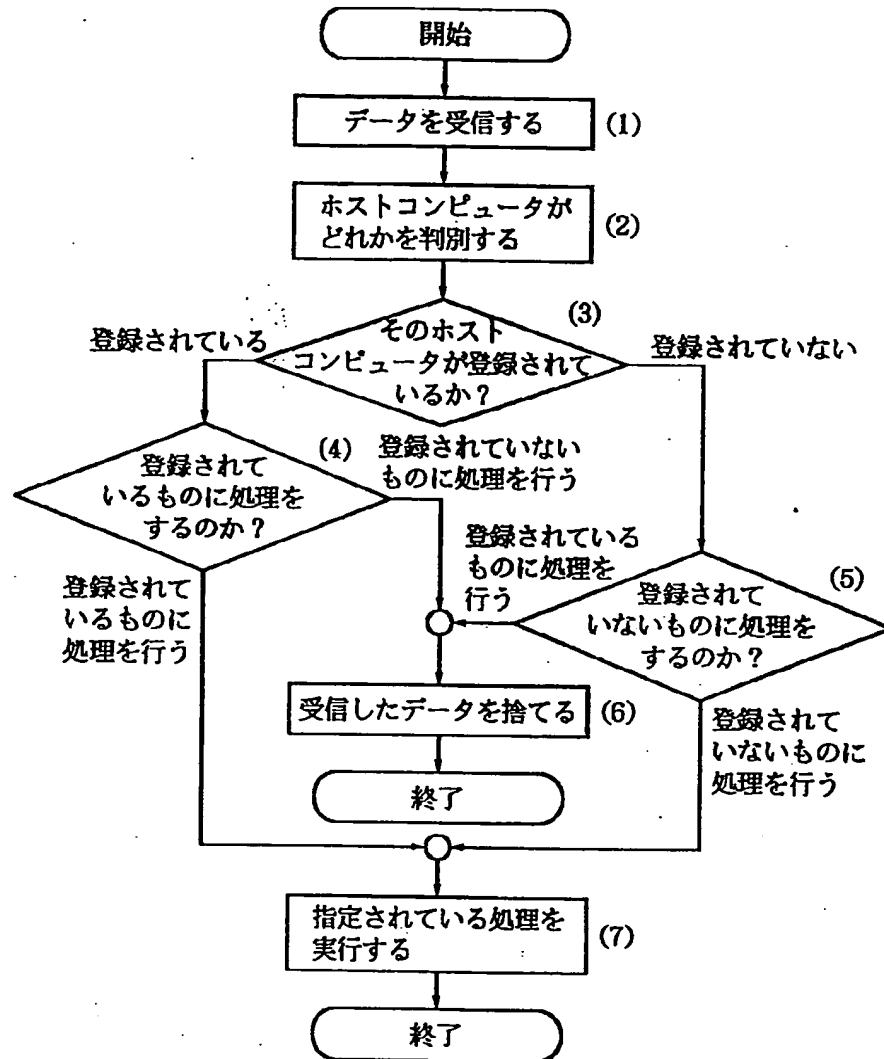 開始
データを受信する
(1)
ホストコンピュータが
どれかを判別する
(2)
(3)
そのホスト
コンピュータが登録されて
いるか？
登録されている
登録されていない
(4)
登録されて
いるものに処理を
するのか？
登録されていない
ものに処理を行う
登録されている
ものに処理を
行う
(5)
登録されて
いないものに処理を
するのか？
登録されて
いるものに
処理を行う
受信したデータを捨てる
(6)
登録されて
いないものに
処理を行う
終了
指定されている処理を
実行する
(7)
終了